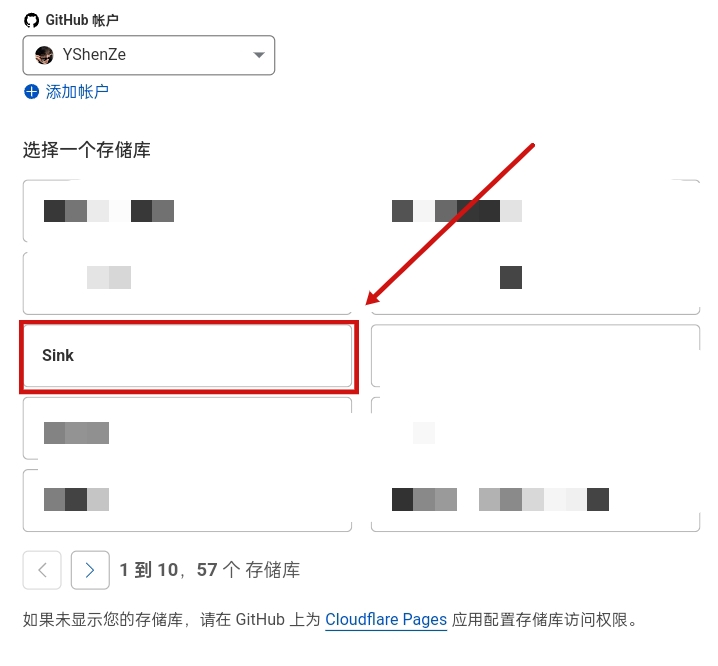 GitHub 帐户
YShenZe
添加帐户
选择一个存储库
Sink
1 到 10，57 个 存储库
如果未显示您的存储库，请在 GitHub 上为 Cloudflare Pages 应用配置存储库访问权限。